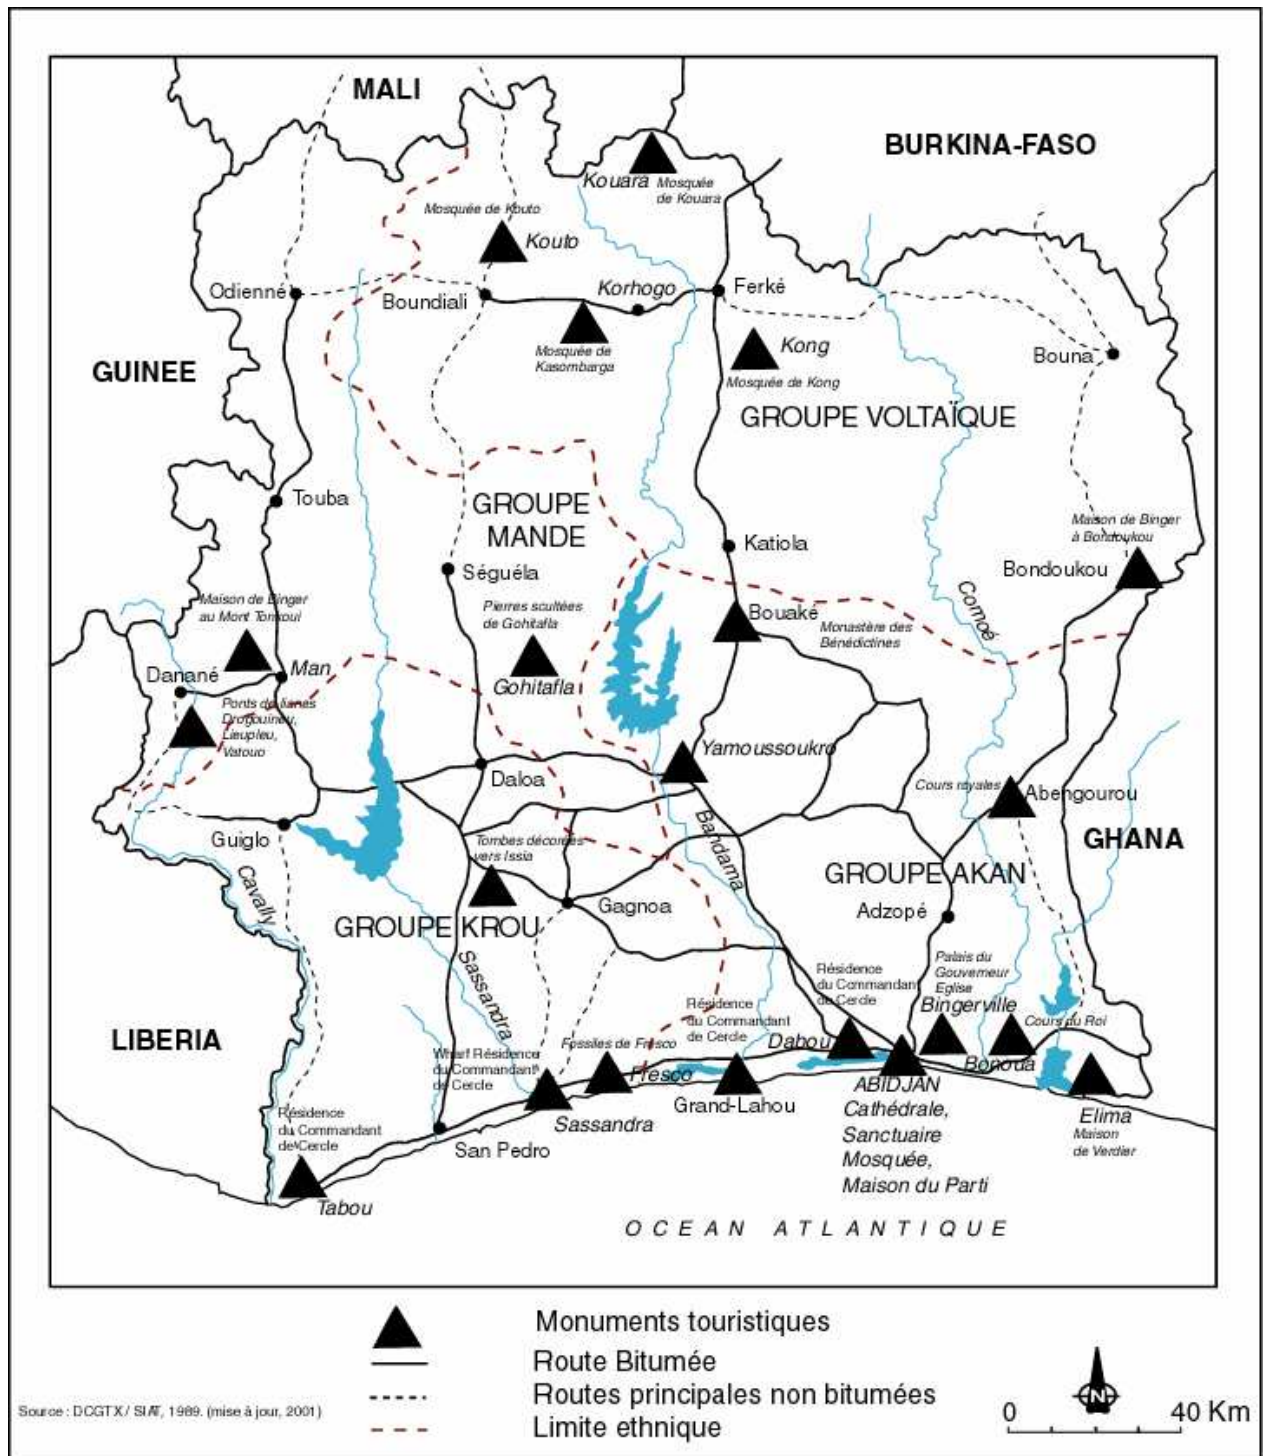 MALI
BURKINA-FASO
Kouara
Mosquée
de Kouara
Mosquée de Kouto
Kouto
Odienné
Boundiali
Korhogo
Ferké
Mosquée de
Kasombarga
Kong
Mosquée de Kong
Bouna
GUINEE
GROUPE VOLTAÏQUE
Touba
GROUPE
MANDE
Katiola
Maison de Binger
à Bondoukou
Bondoukou
Séguéla
Comoé
Maison de Binger
au Mont Tonkoui
Pierres scultées
de Gohitafla
Bouaké
Monastère des
Bénédictines
Danané
Man
Gohitafla
Ponts de lianes
Drogouineu,
Lieupleu,
Vatouo
Yamoussoukro
Daloa
Cours royales
Abengourou
Guiglo
Tombes décorées
vers Issia
Bandama
GHANA
Cavally
GROUPE AKAN
Gagnoa
Adzopé
GROUPE KROU
Sassandra
Palais du
Gouverneur
Eglise
Bingerville
Résidence
du Commandant
de Cercle
Résidence
du Commandant
de Cercle
Cours du Roi
LIBERIA
Fossiles de Fresco
Dabou
Bonoua
Wharf Résidence
du Commandant
de Cercle
Fresco
Grand-Lahou
ABIDJAN
Cathédrale,
Sanctuaire
Mosquée,
Maison du Parti
Elima
Maison
de Verdier
Résidence
du Commandant
de Cercle
Sassandra
San Pedro
Tabou
OCEAN ATLANTIQUE
Monuments touristiques
Route Bitumée
Routes principales non bitumées
Limite ethnique
Source : DCGTX / SIAT, 1989. (mise à jour, 2001)
N
0 40 Km